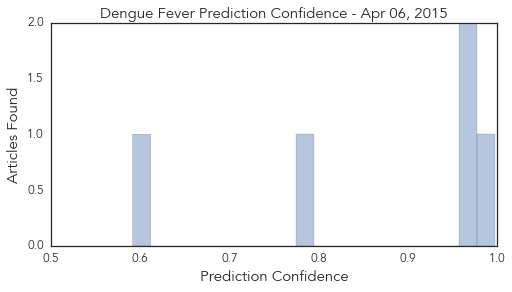 Dengue Fever Prediction Confidence - Apr 06, 2015
2.0
1.5
1.0
0.5
0.0
Articles Found
0.5 0.6 0.7 0.8 0.9 1.0
Prediction Confidence